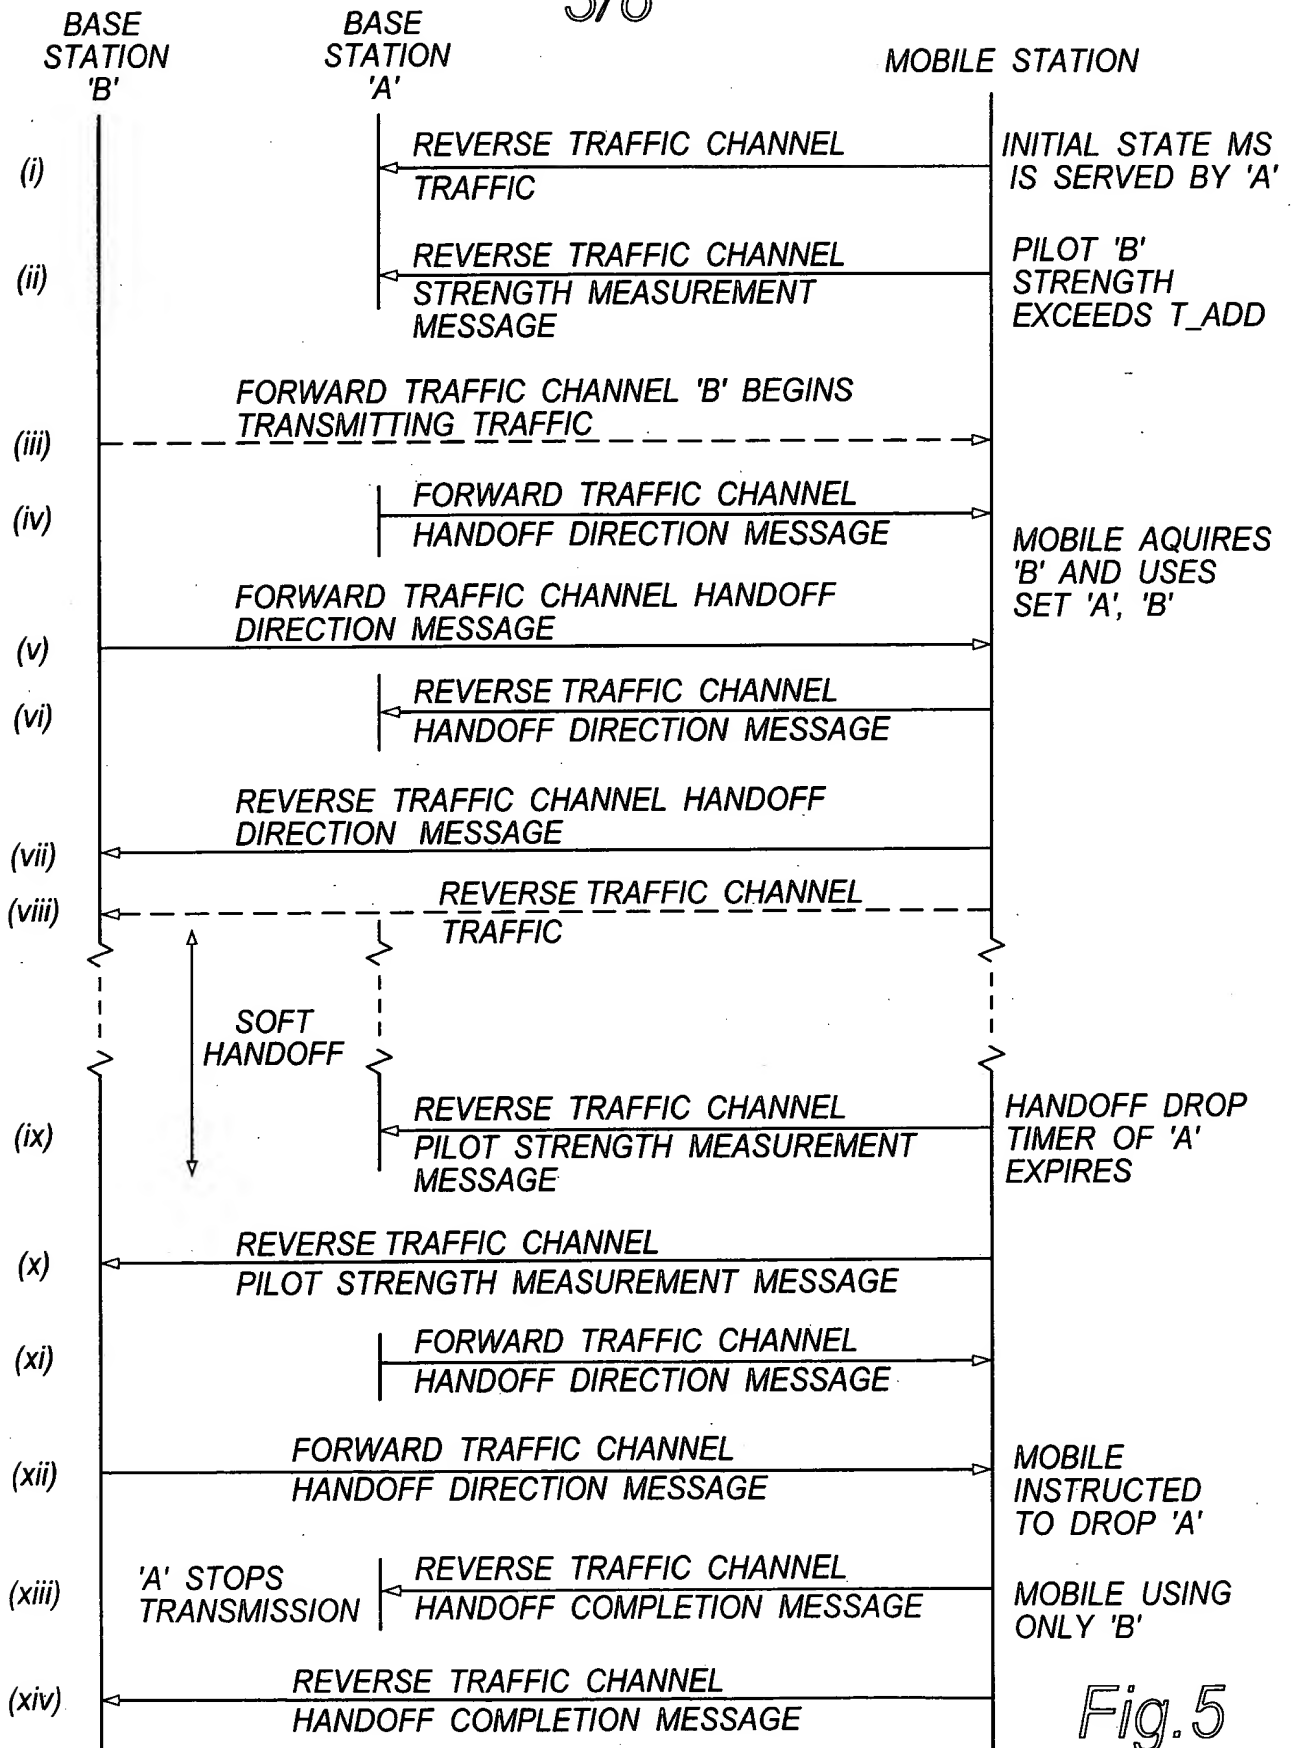 5/6
BASE
STATION
'B'
BASE
STATION
'A'
MOBILE STATION
(i)
REVERSE TRAFFIC CHANNEL
TRAFFIC
INITIAL STATE MS
IS SERVED BY 'A'
(ii)
REVERSE TRAFFIC CHANNEL
STRENGTH MEASUREMENT
MESSAGE
PILOT 'B'
STRENGTH
EXCEEDS T_ADD
(iii)
FORWARD TRAFFIC CHANNEL 'B' BEGINS
TRANSMITTING TRAFFIC
(iv)
FORWARD TRAFFIC CHANNEL
HANDOFF DIRECTION MESSAGE
MOBILE AQUIRES
'B' AND USES
SET 'A', 'B'
(v)
FORWARD TRAFFIC CHANNEL HANDOFF
DIRECTION MESSAGE
(vi)
REVERSE TRAFFIC CHANNEL
HANDOFF DIRECTION MESSAGE
(vii)
REVERSE TRAFFIC CHANNEL HANDOFF
DIRECTION MESSAGE
(viii)
REVERSE TRAFFIC CHANNEL
TRAFFIC
SOFT
HANDOFF
(ix)
REVERSE TRAFFIC CHANNEL
PILOT STRENGTH MEASUREMENT
MESSAGE
HANDOFF DROP
TIMER OF 'A'
EXPIRES
(x)
REVERSE TRAFFIC CHANNEL
PILOT STRENGTH MEASUREMENT MESSAGE
(xi)
FORWARD TRAFFIC CHANNEL
HANDOFF DIRECTION MESSAGE
(xii)
FORWARD TRAFFIC CHANNEL
HANDOFF DIRECTION MESSAGE
MOBILE
INSTRUCTED
TO DROP 'A'
(xiii)
'A' STOPS
TRANSMISSION
REVERSE TRAFFIC CHANNEL
HANDOFF COMPLETION MESSAGE
MOBILE USING
ONLY 'B'
(xiv)
REVERSE TRAFFIC CHANNEL
HANDOFF COMPLETION MESSAGE
Fig.5